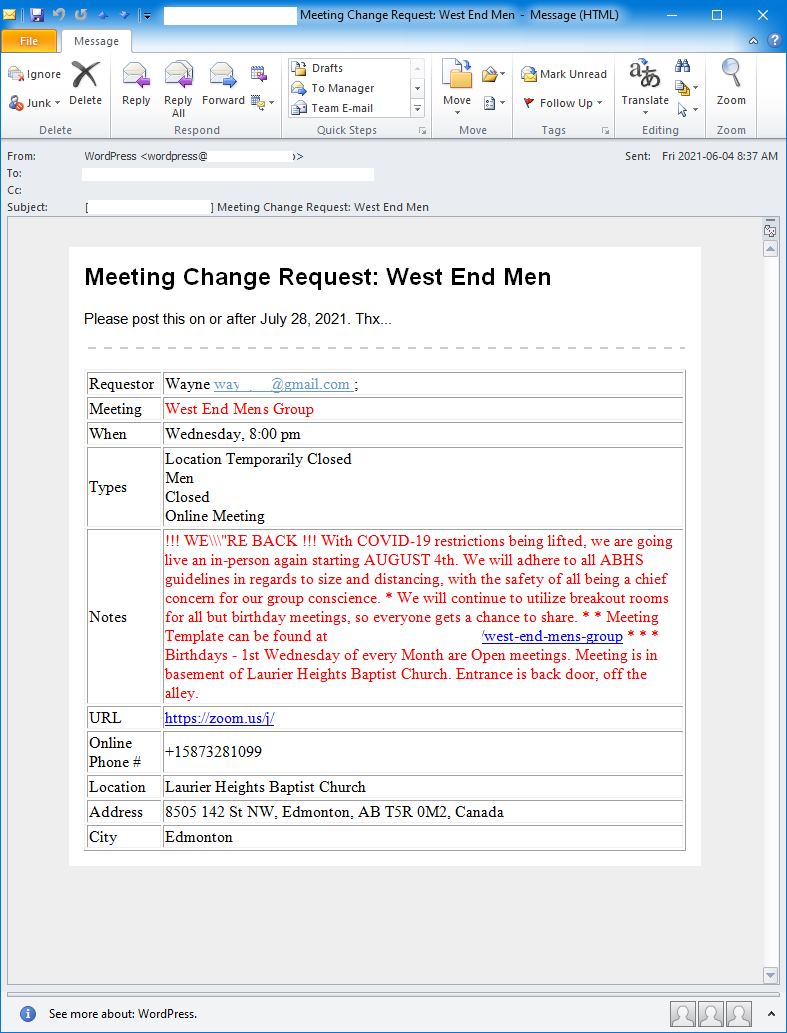 Meeting Change Request: West End Men - Message (HTML)
File
Message
Ignore
Junk
Delete
Delete
Reply
Reply All
Forward
Respond
Drafts
To Manager
Team E-mail
Quick Steps
Move
Move
Mark Unread
Follow Up
Tags
Translate
Editing
Zoom
Zoom
From: WordPress <wordpress@ >
Sent: Fri 2021-06-04 8:37 AM
To:
Cc:
Subject: [ ] Meeting Change Request: West End Men
Meeting Change Request: West End Men
Please post this on or after July 28, 2021. Thx...
Requestor Wayne way @gmail.com ;
Meeting West End Mens Group
When Wednesday, 8:00 pm
Types Location Temporarily Closed
Men
Closed
Online Meeting
Notes
!!! WE\\\"RE BACK !!! With COVID-19 restrictions being lifted, we are going
live an in-person again starting AUGUST 4th. We will adhere to all ABHS
guidelines in regards to size and distancing, with the safety of all being a chief
concern for our group conscience. * We will continue to utilize breakout rooms
for all but birthday meetings, so everyone gets a chance to share. * * Meeting
Template can be found at /west-end-mens-group * * *
Birthdays - 1st Wednesday of every Month are Open meetings. Meeting is in
basement of Laurier Heights Baptist Church. Entrance is back door, off the
alley.
URL https://zoom.us/j/
Online
Phone # +15873281099
Location Laurier Heights Baptist Church
Address 8505 142 St NW, Edmonton, AB T5R 0M2, Canada
City Edmonton
See more about: WordPress.